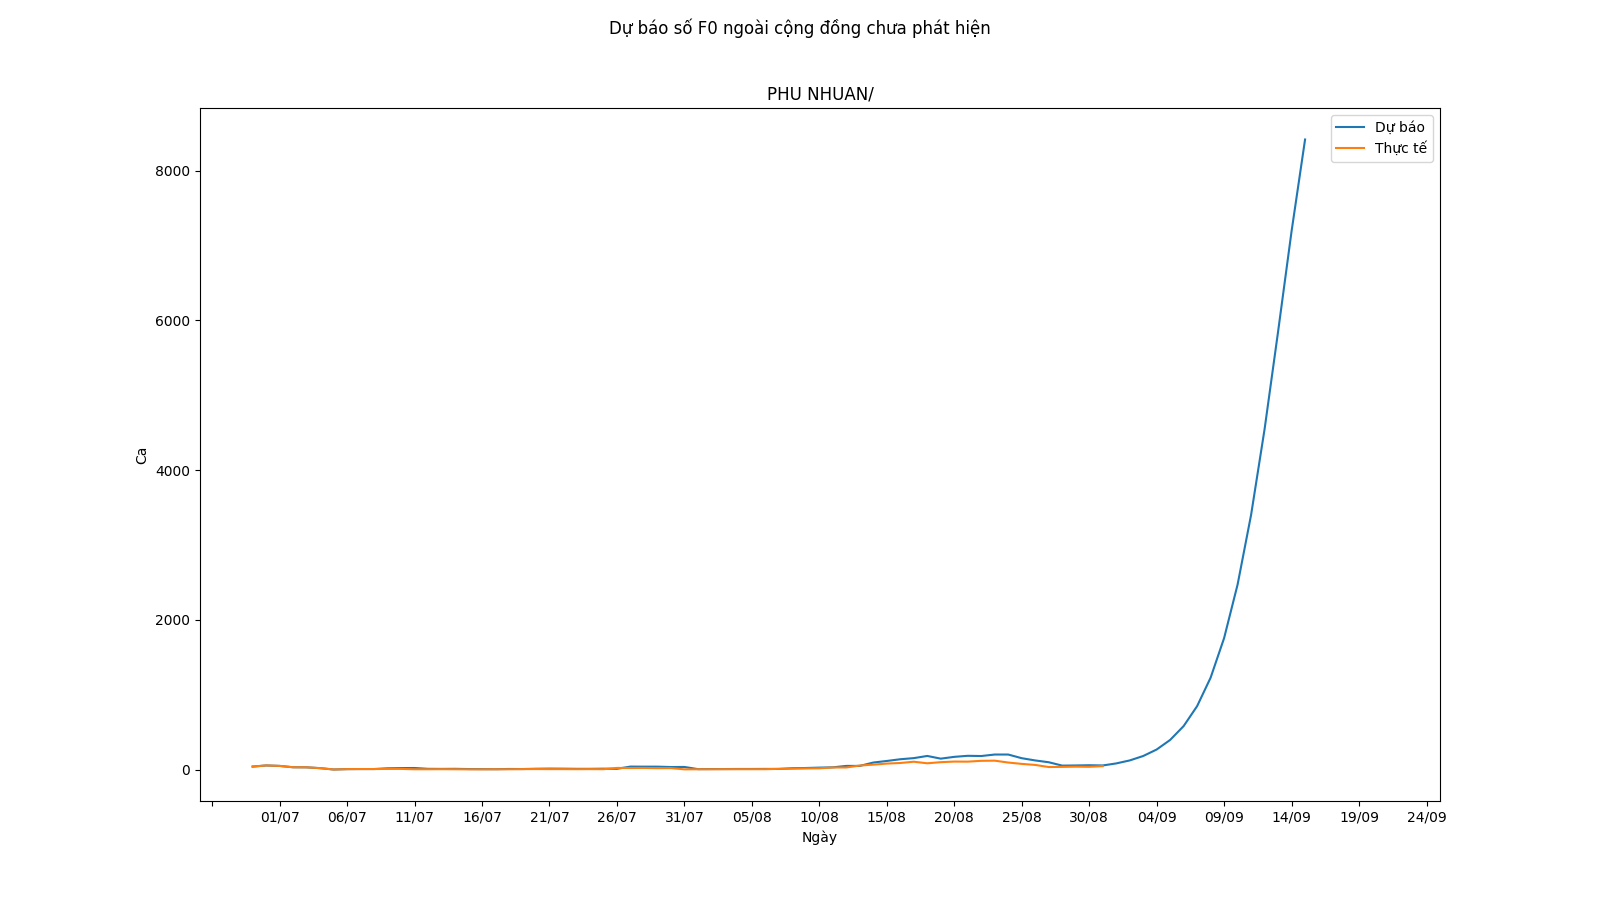 Dự báo số F0 ngoài cộng đồng chưa phát hiện
PHU NHUAN/
Dự báo
Thực tế
8000
6000
4000
2000
0
Ca
01/07 06/07 11/07 16/07 21/07 26/07 31/07 05/08 10/08 15/08 20/08 25/08 30/08 04/09 09/09 14/09 19/09 24/09
Ngày